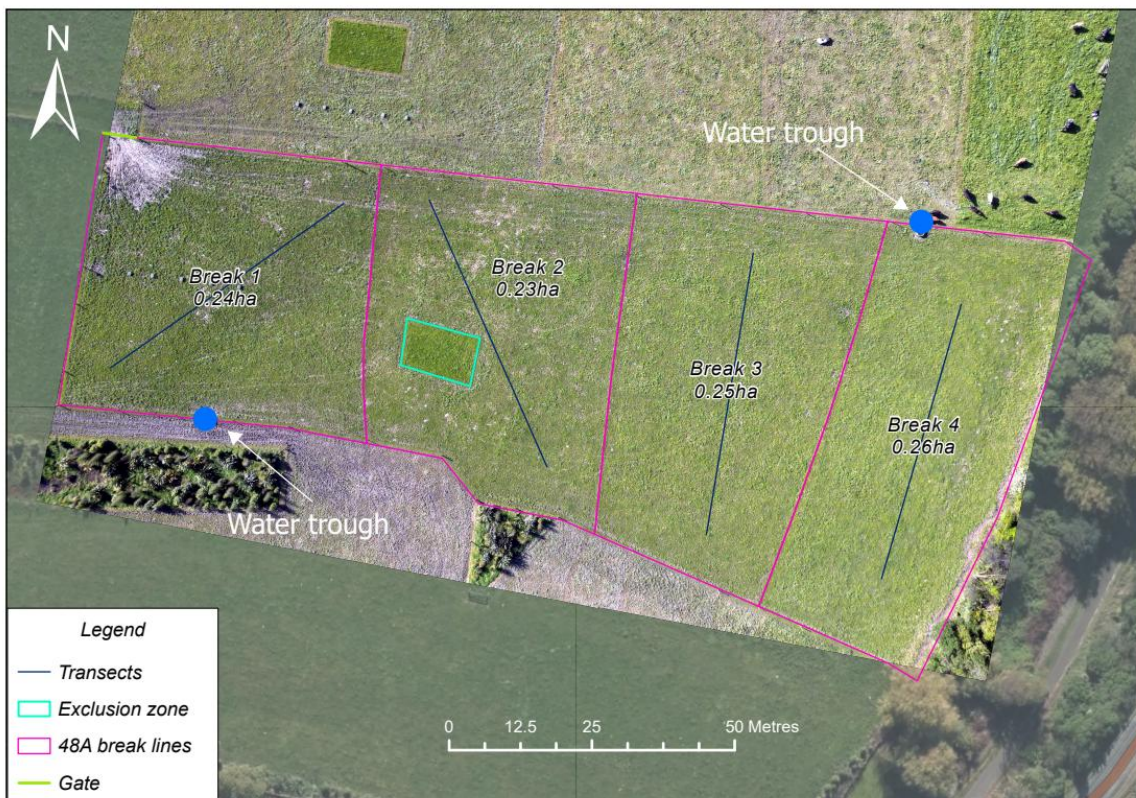 N
Water trough
Break 1
0.24ha
Break 2
0.23ha
Break 3
0.25ha
Break 4
0.26ha
Water trough
Legend
Transects
Exclusion zone
48A break lines
Gate
0 12.5 25 50 Metres